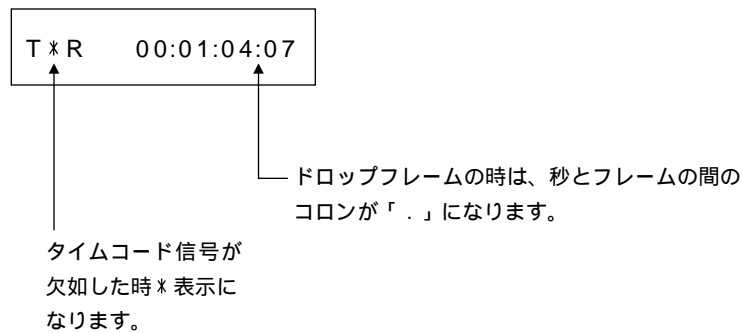 T*R 00:01:04:07
ドロップフレームの時は、秒とフレームの間の
コロンが「.」になります。
タイムコード信号が
欠如した時*表示に
なります。